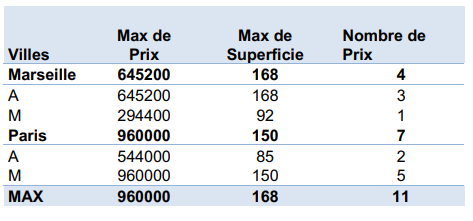 Villes Max de Prix Max de Superficie Nombre de Prix
Marseille 645200 168 4
A 645200 168 3
M 294400 92 1
Paris 960000 150 7
A 544000 85 2
M 960000 150 5
MAX 960000 168 11